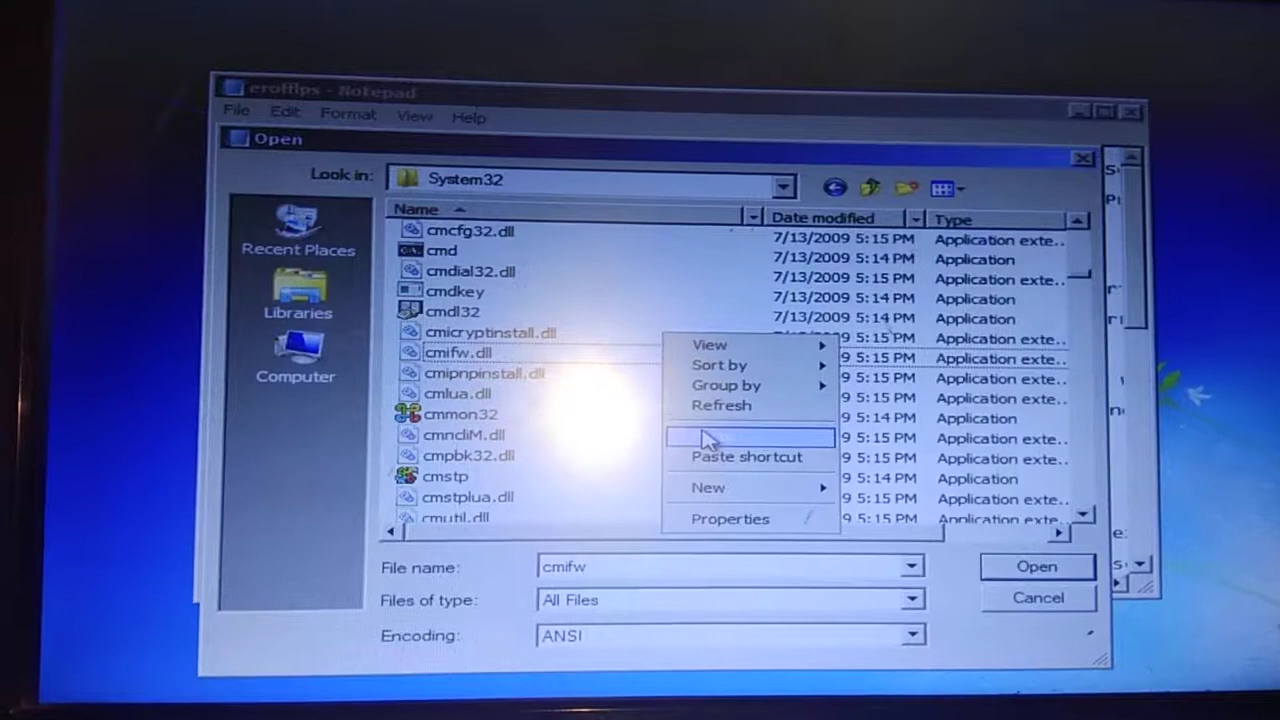 erofflps - Notepad
File Edit Format View Help
Open
Look in: System32
Recent Places
Libraries
Computer
Name Date modified Type
cmcfg32.dll 7/13/2009 5:15 PM Application exte..
cmd 7/13/2009 5:14 PM Application
cmdial32.dll 7/13/2009 5:15 PM Application exte..
cmdkey 7/13/2009 5:14 PM Application
cmdl32 7/13/2009 5:14 PM Application
cmicryptinstall.dll 5:15 PM Application exte..
cmifw.dll 9 5:15 PM Application exte..
cmipnpinstall.dll 9 5:15 PM Application exte..
cmlua.dll 9 5:15 PM Application exte..
cmmon32 9 5:14 PM Application
cmncliM.dll 9 5:15 PM Application exte..
cmpbk32.dll 9 5:15 PM Application exte..
cmstp 9 5:14 PM Application
cmstplua.dll 9 5:15 PM Application exte..
cmutil.dll 9 5:15 PM Application exte..
View
Sort by
Group by
Refresh
Paste shortcut
New
Properties
File name: cmifw Open
Files of type: All Files Cancel
Encoding: ANSI